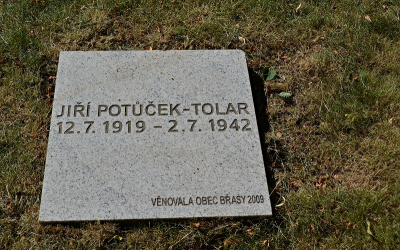 JIŘÍ POTŮČEK-TOLAR
12.7.1919 - 2.7.1942
VĚNOVALA OBEC BŘASY 2009